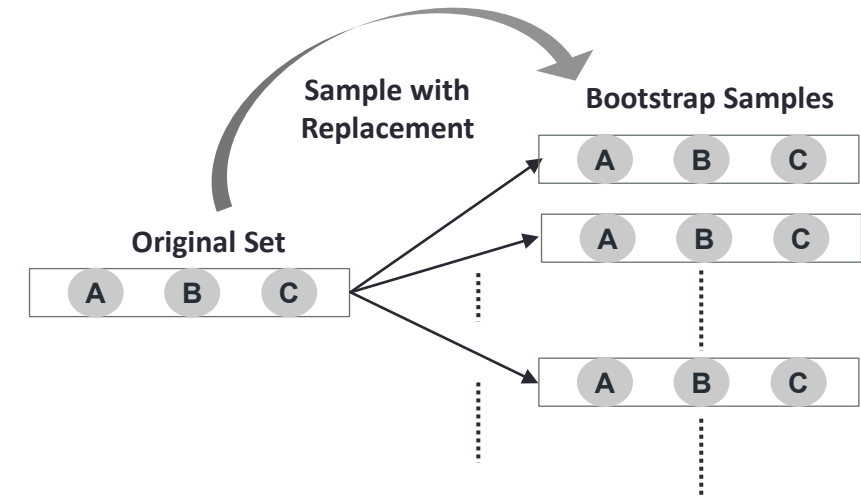 Sample with
Replacement
Bootstrap Samples
A B C
A B C
Original Set
A B C
A B C